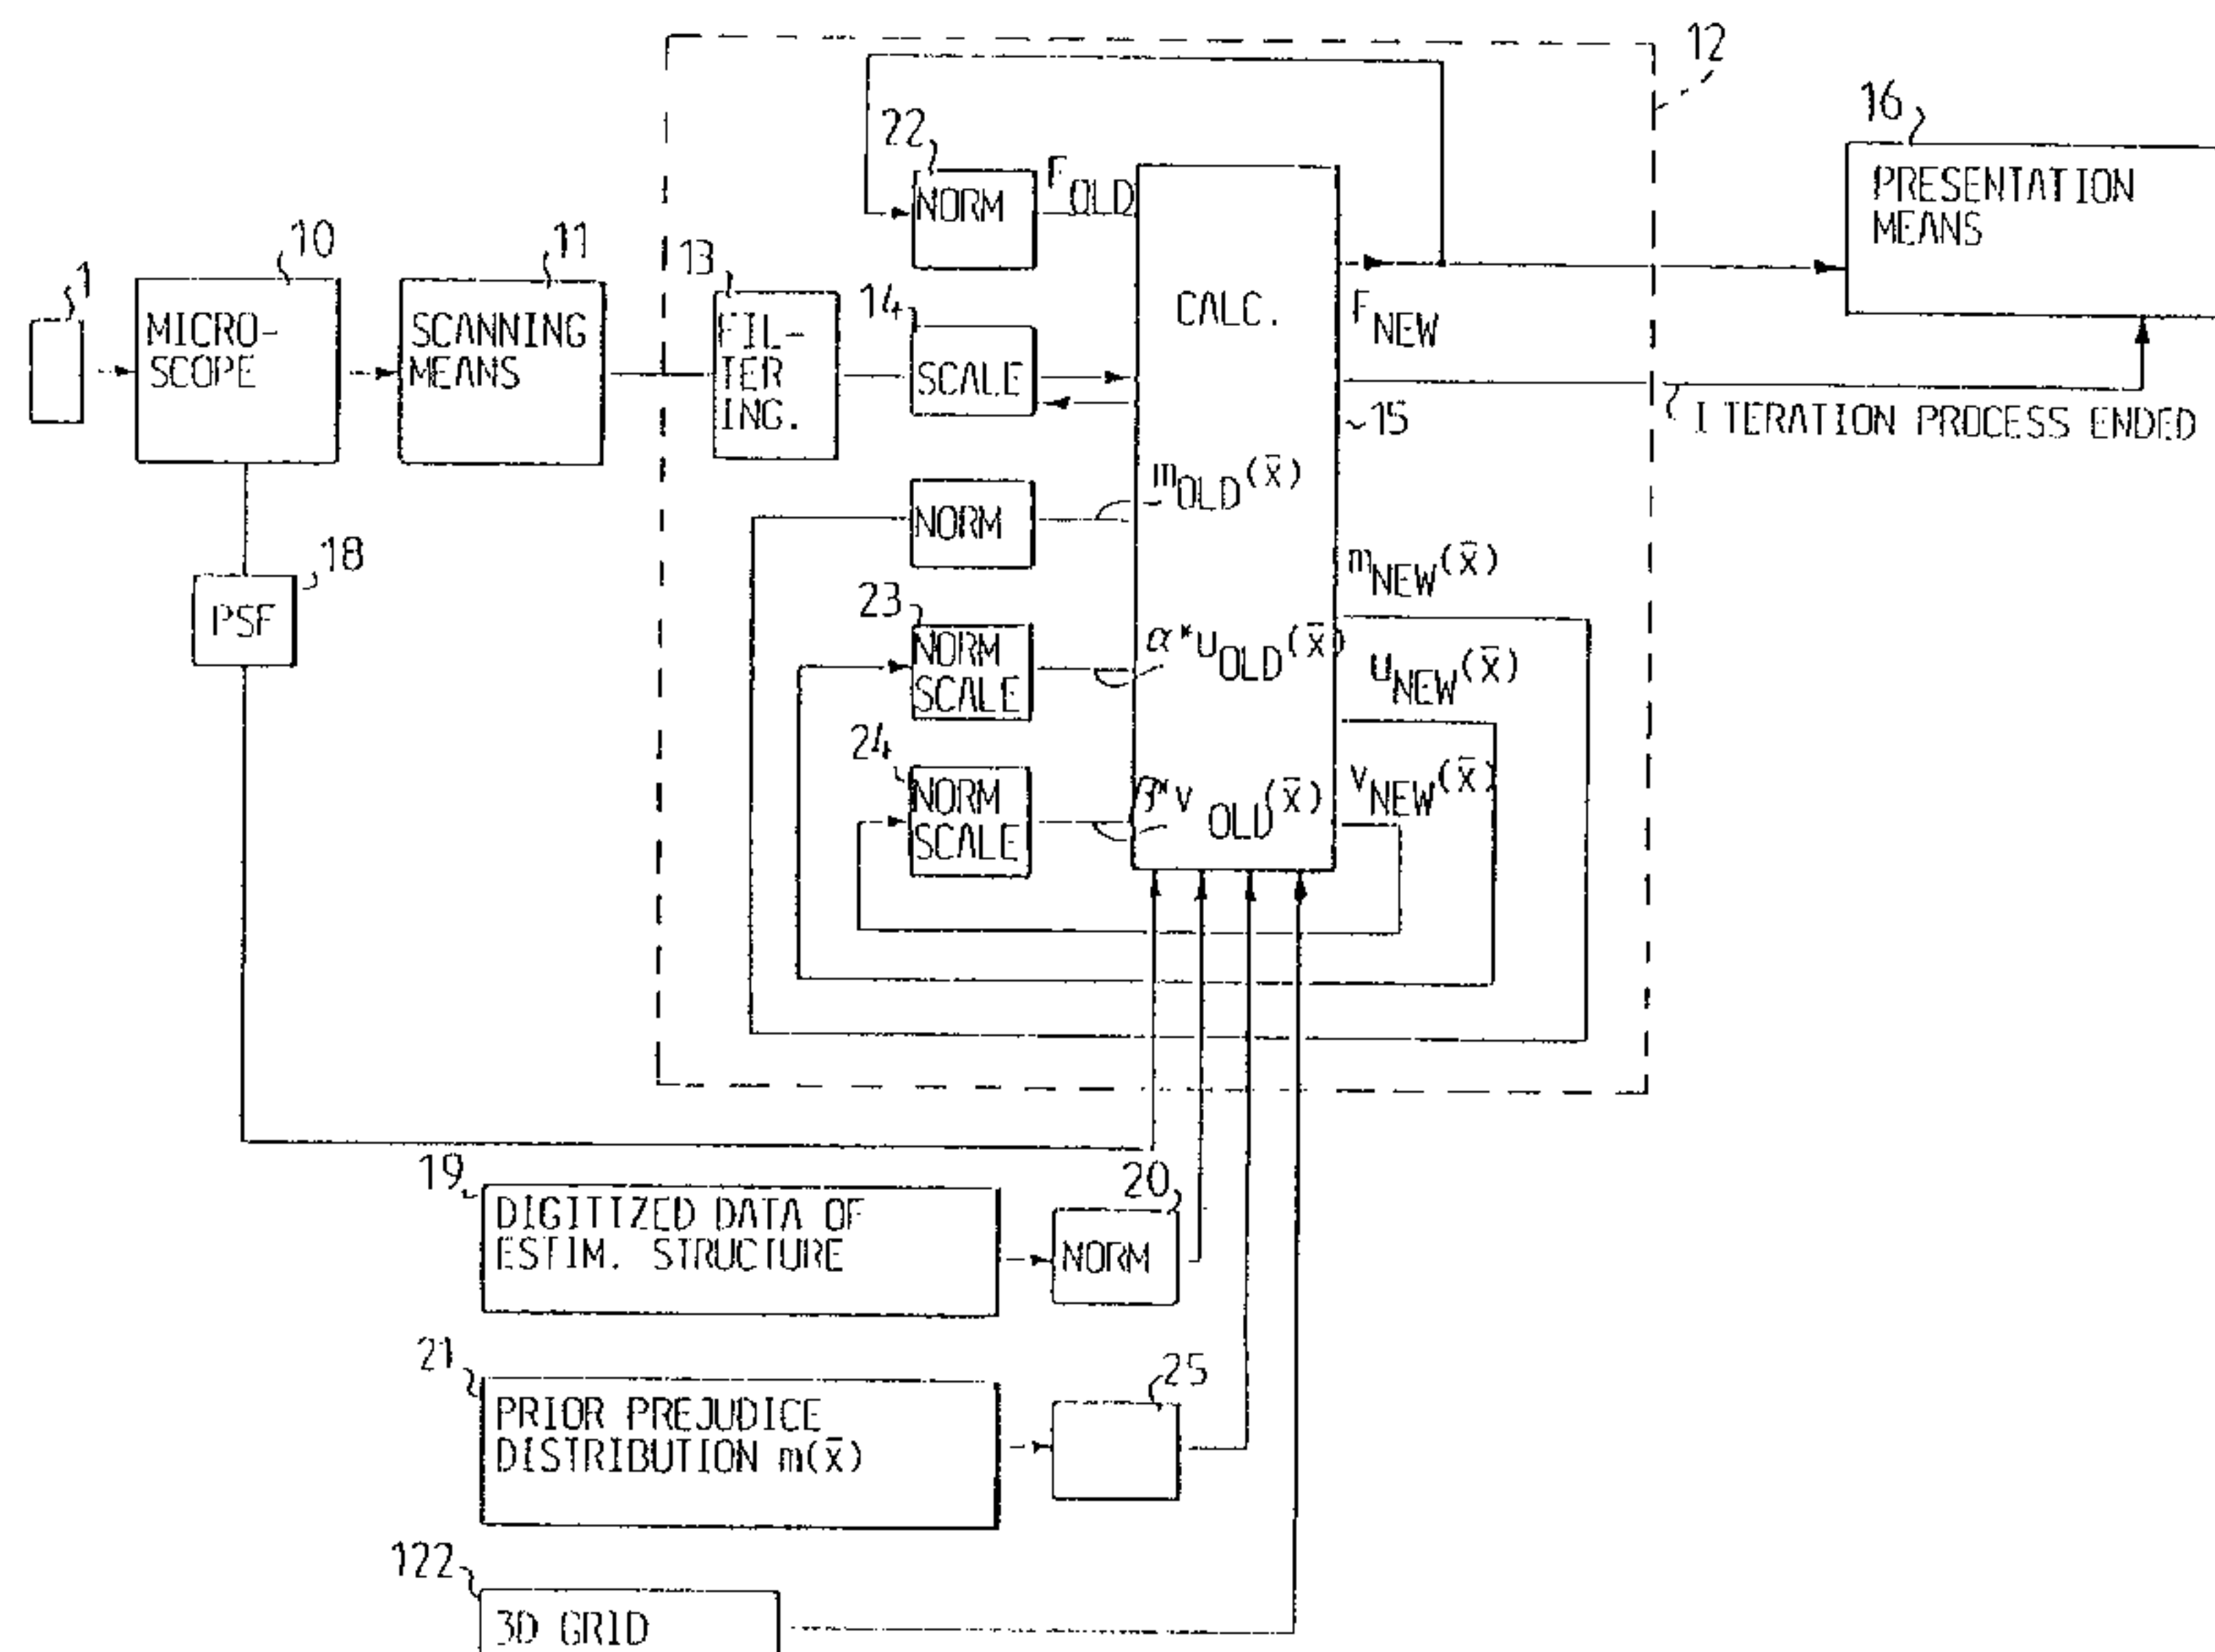 12
16
22
NORM
F OLD
PRESENTATION
MEANS
1
10
MICRO-
SCOPE
11
SCANNING
MEANS
13
FIL-
TER
ING.
14
SCALE
CALC.
F NEW
15
ITERATION PROCESS ENDED
NORM
m OLD (x̄)
m NEW (x̄)
18
PSF
23
NORM
SCALE
α*u OLD (x̄)
u NEW (x̄)
24
NORM
SCALE
β*v OLD (x̄)
v NEW (x̄)
19
DIGITIZED DATA OF
ESTIM. STRUCTURE
20
NORM
21
PRIOR PREJUDICE
DISTRIBUTION m(x̄)
25
122
3D GRID